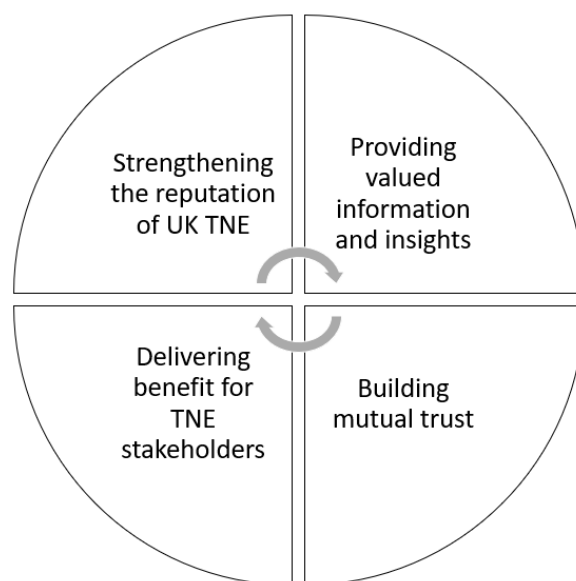 Strengthening
the reputation
of UK TNE
Providing
valued
information
and insights
Delivering
benefit for
TNE
stakeholders
Building
mutual trust